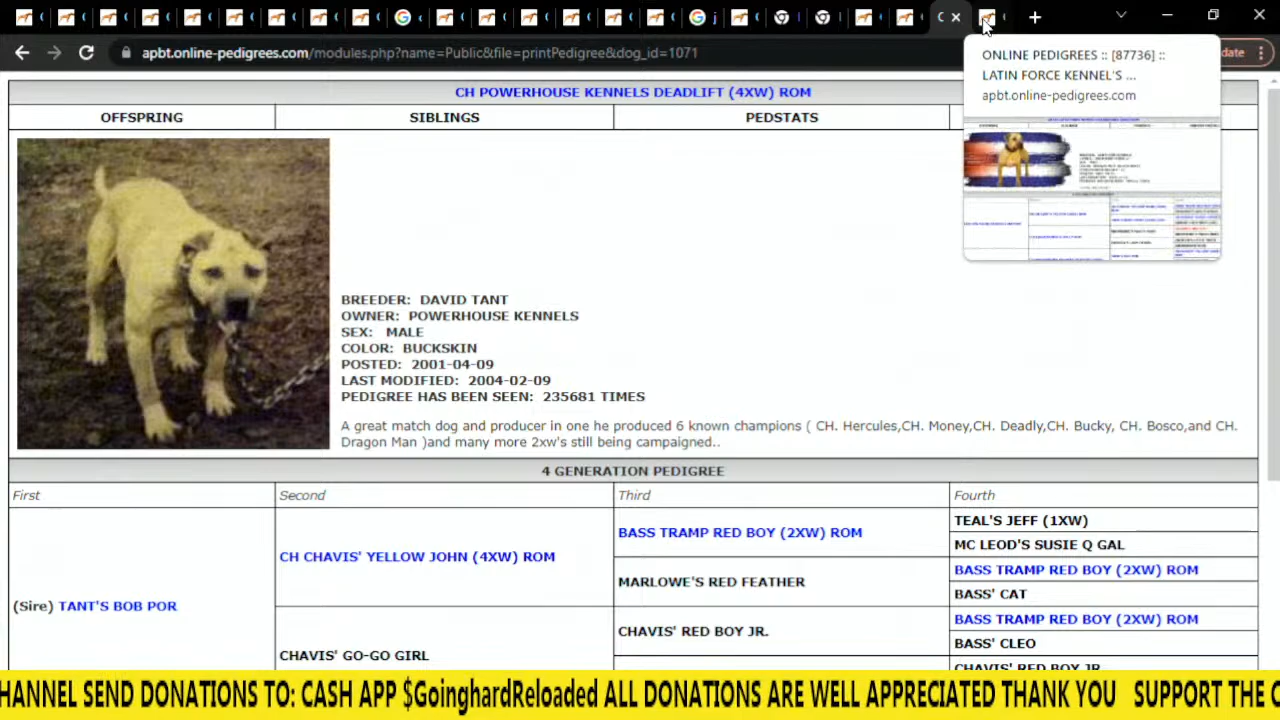 apbt.online-pedigrees.com/modules.php?name=Public&file=printPedigree&dog_id=1071
date
ONLINE PEDIGREES :: [87736] ::
LATIN FORCE KENNEL'S ...
apbt.online-pedigrees.com
CH POWERHOUSE KENNELS DEADLIFT (4XW) ROM
OFFSPRING SIBLINGS PEDSTATS
BREEDER: DAVID TANT
OWNER: POWERHOUSE KENNELS
SEX: MALE
COLOR: BUCKSKIN
POSTED: 2001-04-09
LAST MODIFIED: 2004-02-09
PEDIGREE HAS BEEN SEEN: 235681 TIMES
A great match dog and producer in one he produced 6 known champions ( CH. Hercules,CH. Money,CH. Deadly,CH. Bucky, CH. Bosco,and CH.
Dragon Man )and many more 2xw's still being campaigned..
4 GENERATION PEDIGREE
First Second Third Fourth
TEAL'S JEFF (1XW)
BASS TRAMP RED BOY (2XW) ROM
MC LEOD'S SUSIE Q GAL
CH CHAVIS' YELLOW JOHN (4XW) ROM
BASS TRAMP RED BOY (2XW) ROM
MARLOWE'S RED FEATHER
BASS' CAT
(Sire) TANT'S BOB POR
BASS TRAMP RED BOY (2XW) ROM
CHAVIS' RED BOY JR.
BASS' CLEO
CHAVIS' GO-GO GIRL
CHAVIS' RED BOY JR
HANNEL SEND DONATIONS TO: CASH APP $GoinghardReloaded ALL DONATIONS ARE WELL APPRECIATED THANK YOU SUPPORT THE C